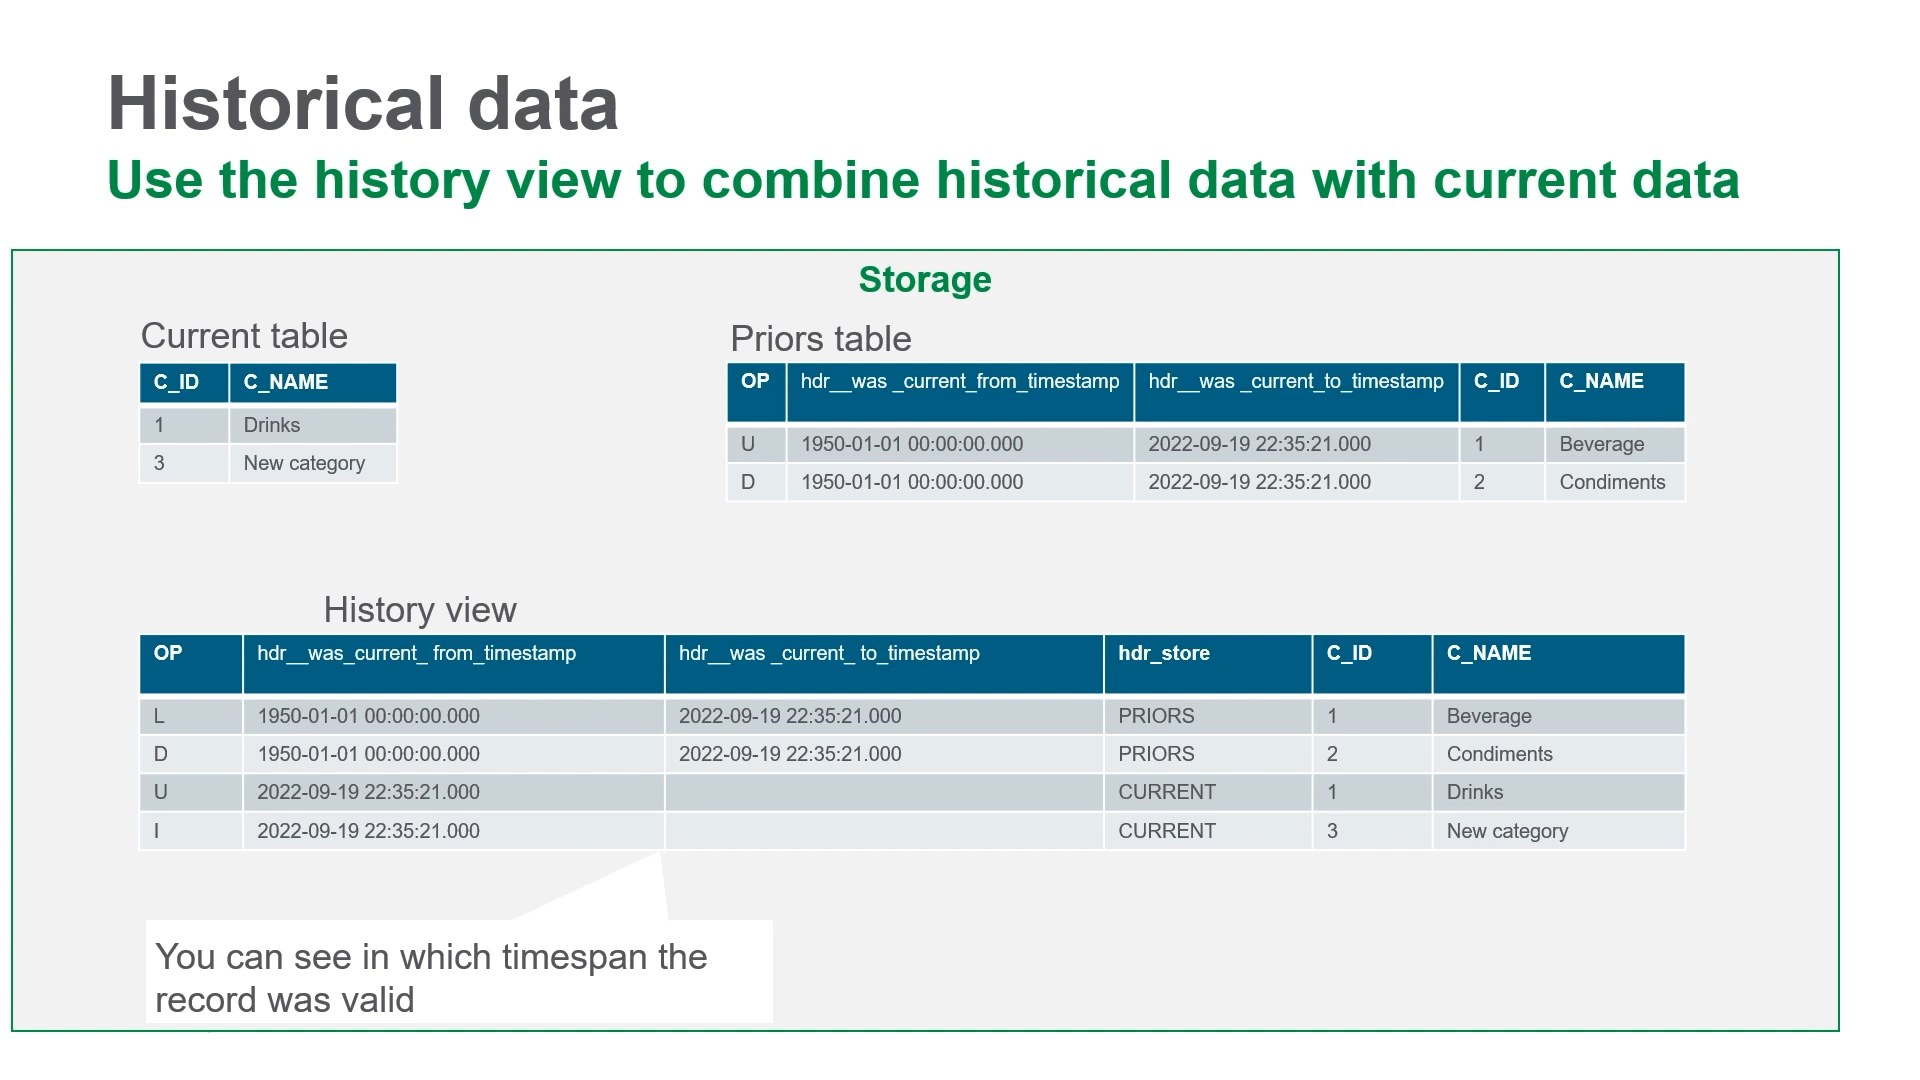 Historical data
Use the history view to combine historical data with current data
Storage
Current table
C_ID C_NAME
1 Drinks
3 New category
Priors table
OP hdr__was _current_from_timestamp hdr__was _current_to_timestamp C_ID C_NAME
U 1950-01-01 00:00:00.000 2022-09-19 22:35:21.000 1 Beverage
D 1950-01-01 00:00:00.000 2022-09-19 22:35:21.000 2 Condiments
History view
OP hdr__was_current_ from_timestamp hdr__was _current_ to_timestamp hdr_store C_ID C_NAME
L 1950-01-01 00:00:00.000 2022-09-19 22:35:21.000 PRIORS 1 Beverage
D 1950-01-01 00:00:00.000 2022-09-19 22:35:21.000 PRIORS 2 Condiments
U 2022-09-19 22:35:21.000 CURRENT 1 Drinks
I 2022-09-19 22:35:21.000 CURRENT 3 New category
You can see in which timespan the
record was valid